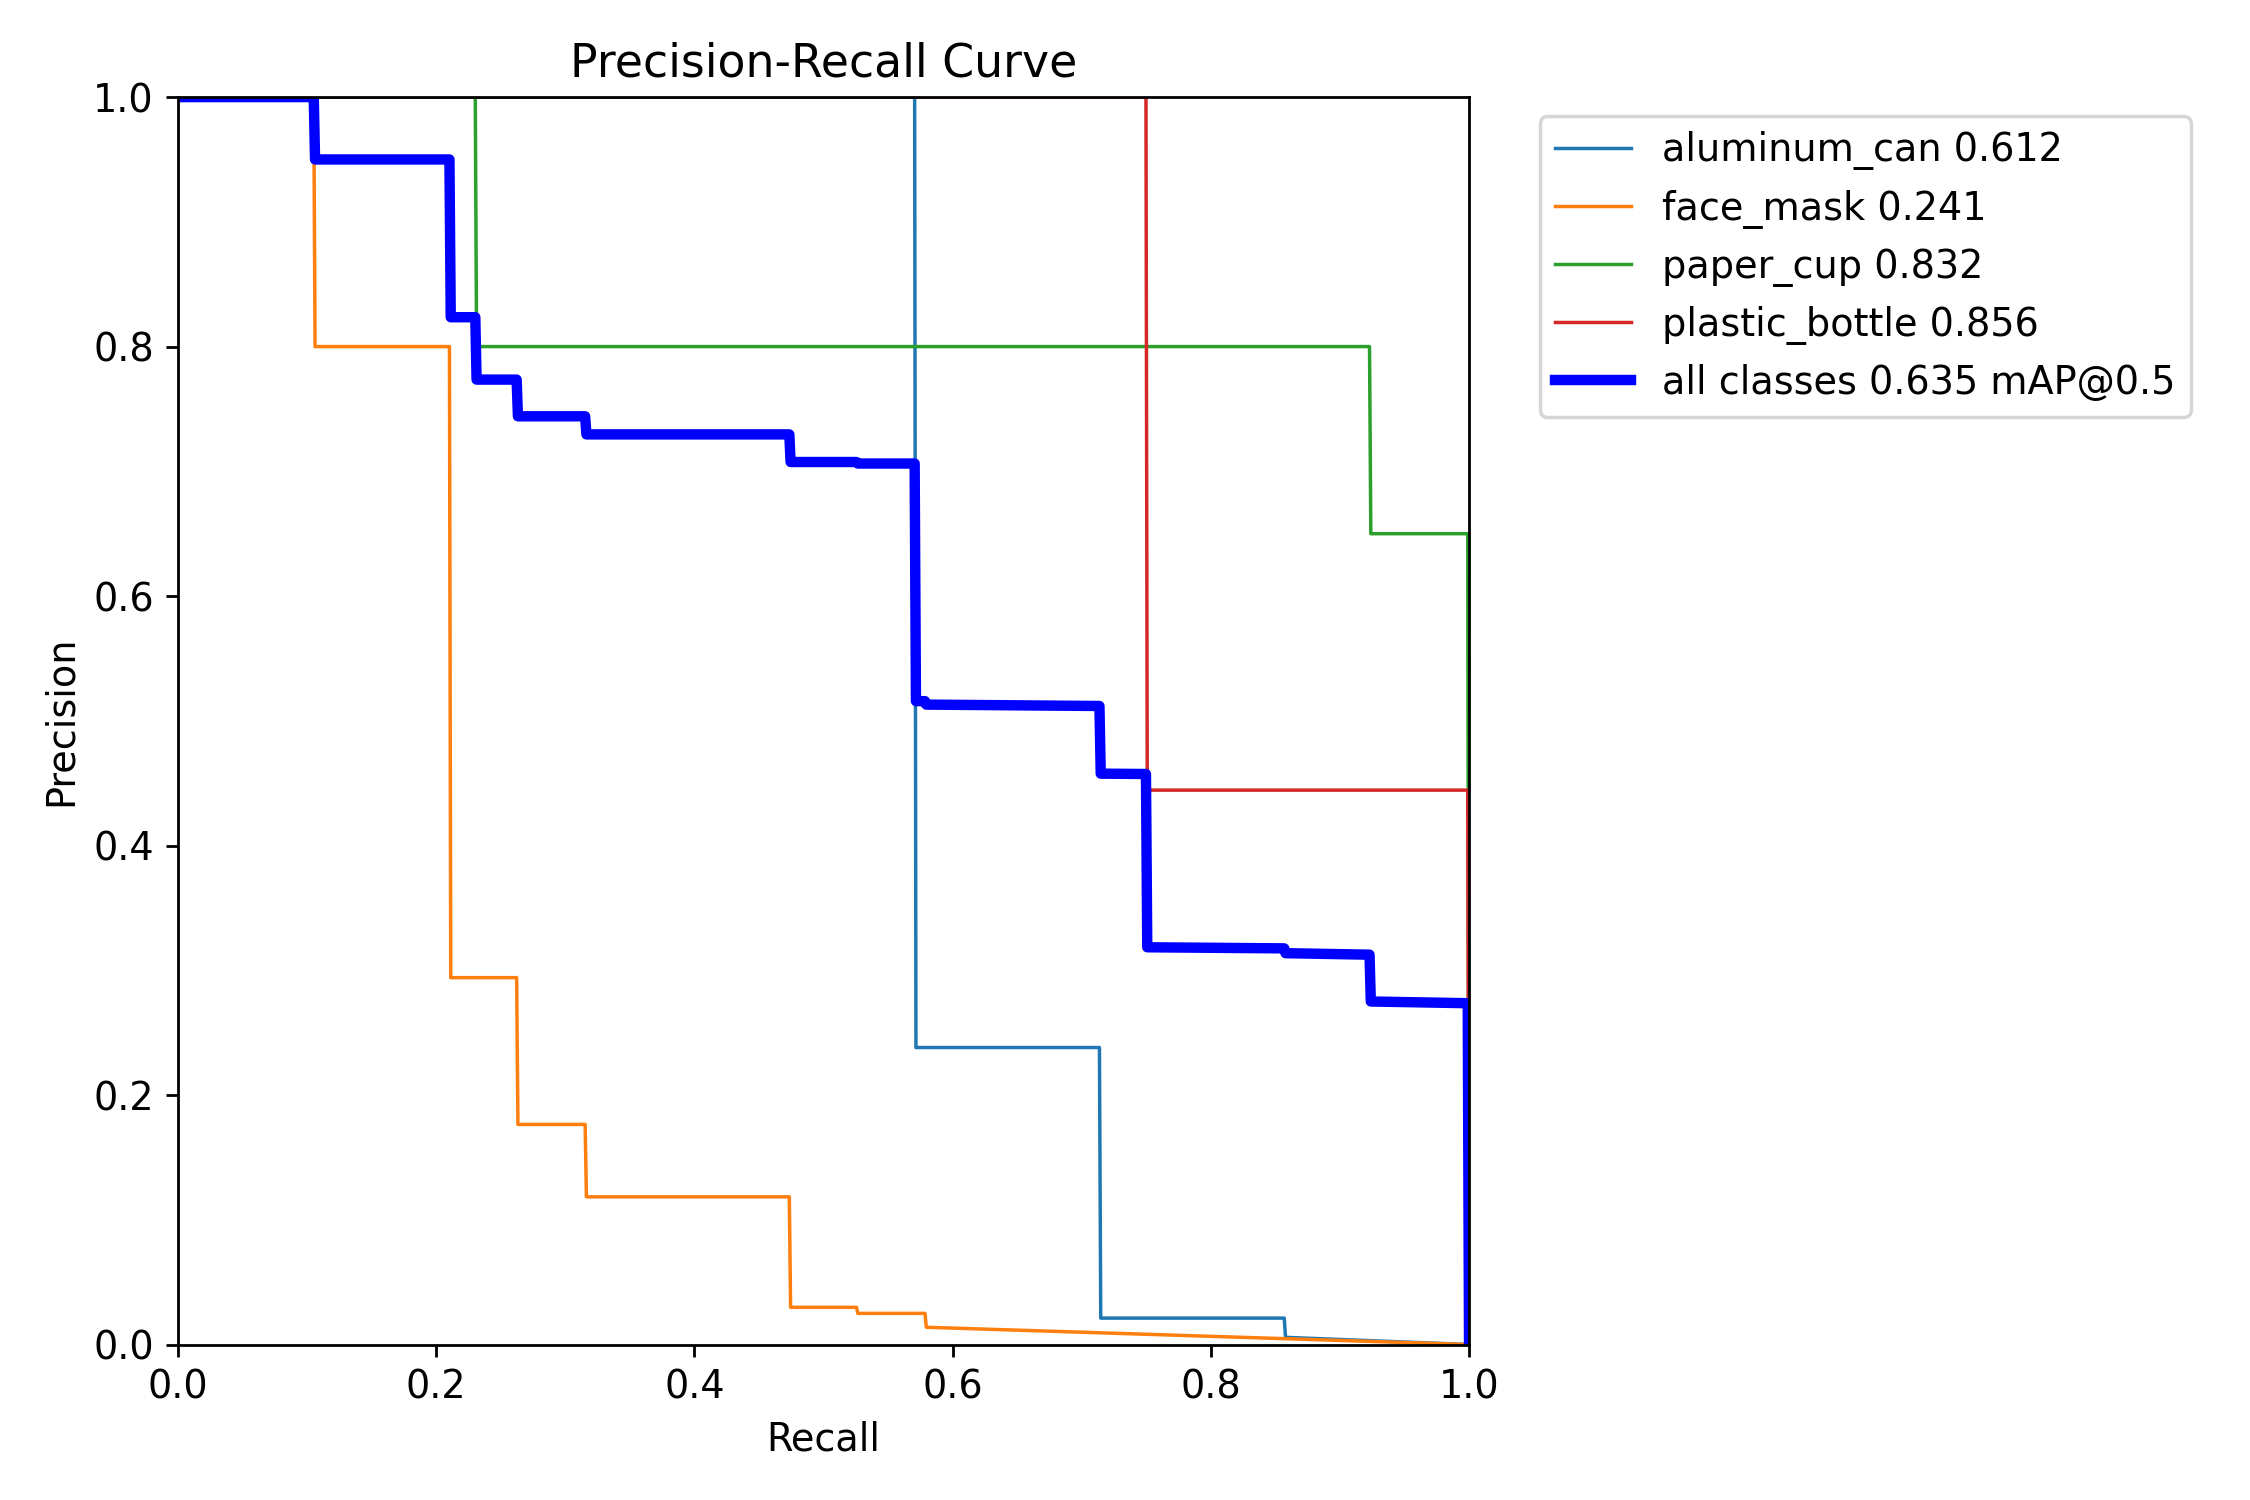 Precision-Recall Curve
1.0
0.8
0.6
0.4
0.2
0.0
Precision
0.0 0.2 0.4 0.6 0.8 1.0
Recall
aluminum_can 0.612
face_mask 0.241
paper_cup 0.832
plastic_bottle 0.856
all classes 0.635 mAP@0.5